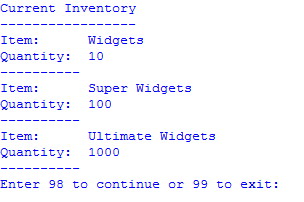 Current Inventory
-----------------
Item:      Widgets
Quantity:  10
----------
Item:      Super Widgets
Quantity:  100
----------
Item:      Ultimate Widgets
Quantity:  1000
----------
Enter 98 to continue or 99 to exit: